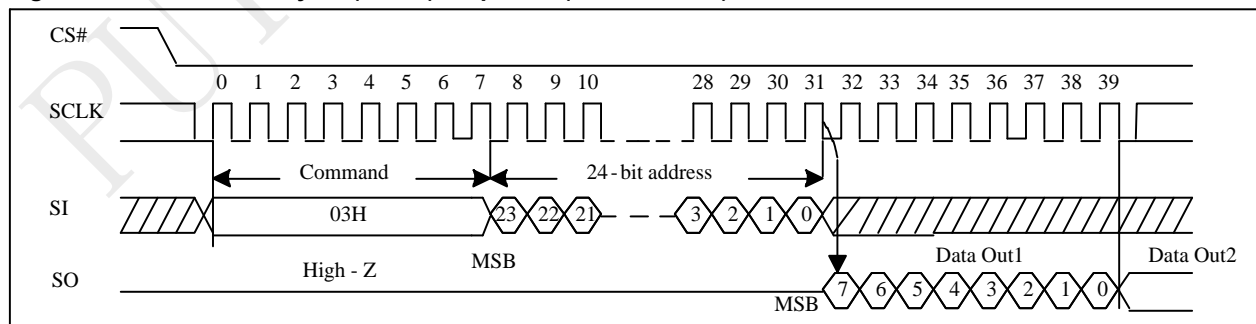 CS#
0 1 2 3 4 5 6 7 8 9 10 28 29 30 31 32 33 34 35 36 37 38 39
SCLK
Command 24-bit address
SI 03H 23 22 21 3 2 1 0
MSB Data Out1 Data Out2
High - Z
SO MSB 7 6 5 4 3 2 1 0